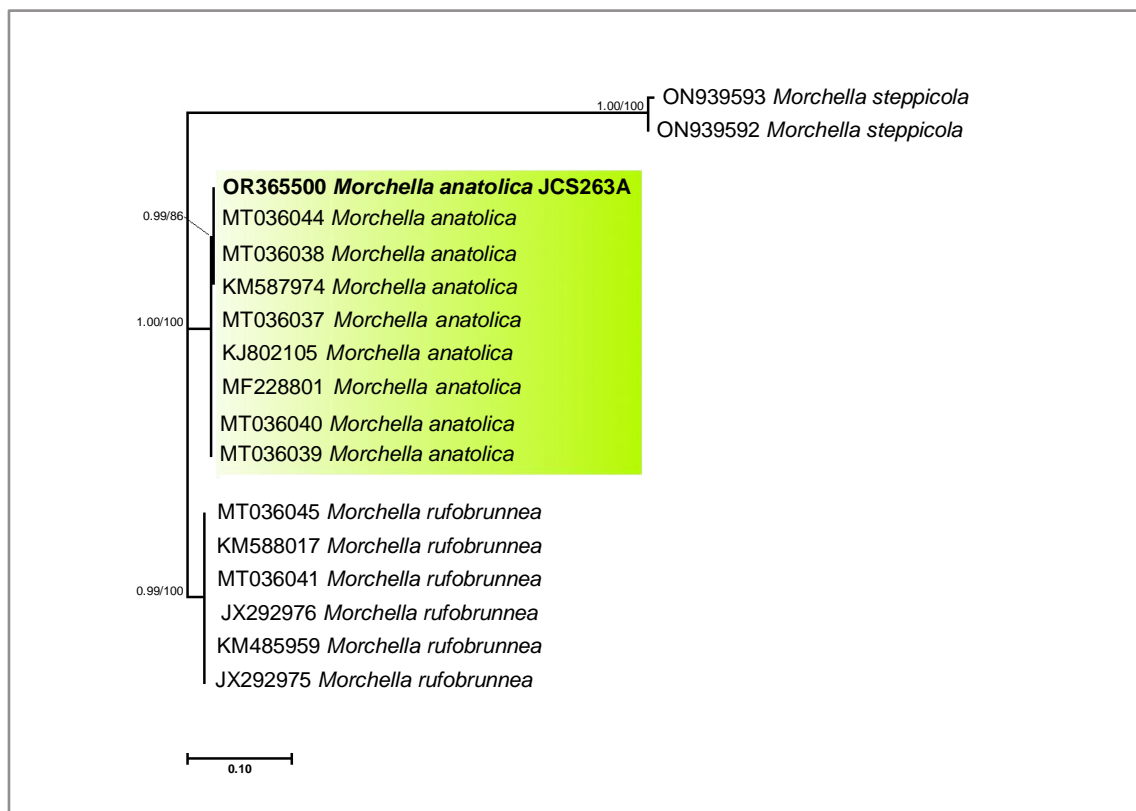 ON939593 Morchella steppicola
1.00/100
ON939592 Morchella steppicola
OR365500 Morchella anatolica JCS263A
0.99/86
MT036044 Morchella anatolica
MT036038 Morchella anatolica
KM587974 Morchella anatolica
1.00/100
MT036037 Morchella anatolica
KJ802105 Morchella anatolica
MF228801 Morchella anatolica
MT036040 Morchella anatolica
MT036039 Morchella anatolica
MT036045 Morchella rufobrunnea
KM588017 Morchella rufobrunnea
MT036041 Morchella rufobrunnea
0.99/100
JX292976 Morchella rufobrunnea
KM485959 Morchella rufobrunnea
JX292975 Morchella rufobrunnea
0.10